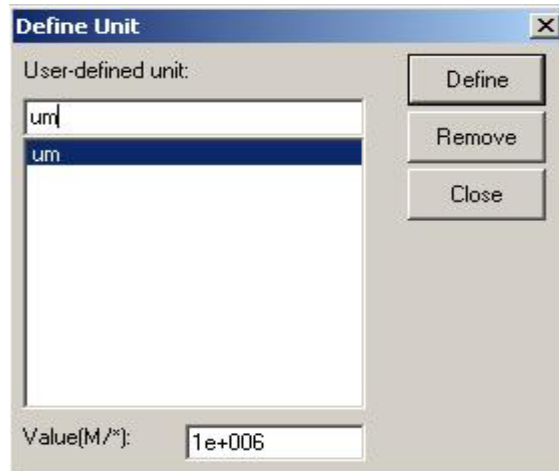 Define Unit
User-defined unit:
um
um
Define
Remove
Close
Value(M/*):
1e+006